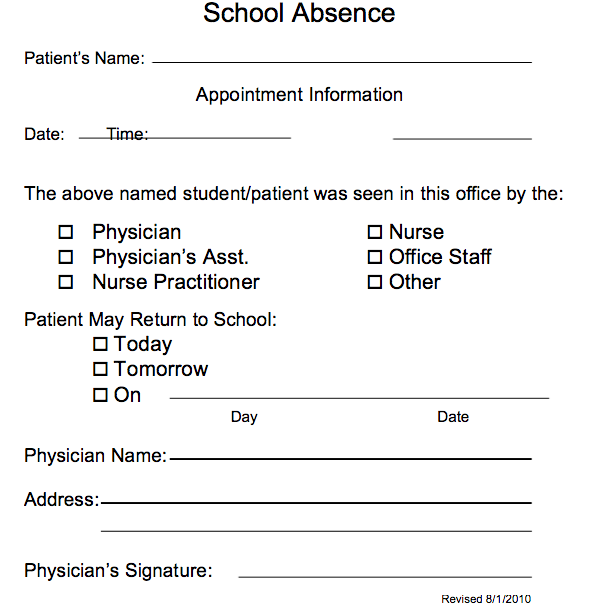 School Absence
Patient's Name:
Appointment Information
Date: Time:
The above named student/patient was seen in this office by the:
Physician Nurse
Physician's Asst. Office Staff
Nurse Practitioner Other
Patient May Return to School:
Today
Tomorrow
On
Day Date
Physician Name:
Address:
Physician's Signature:
Revised 8/1/2010